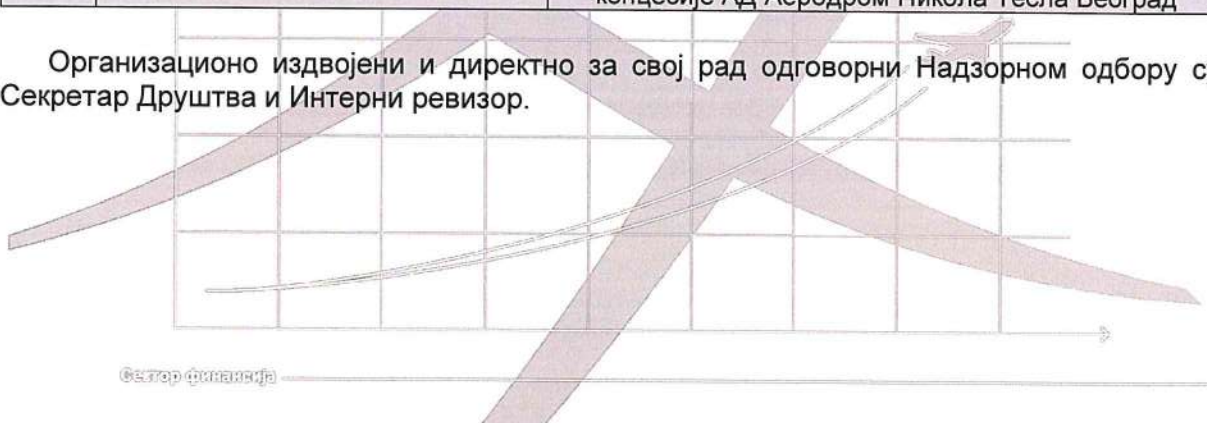 концесије АД Аеродром Никола Тесла Београд
Организационо издвојени и директно за свој рад одговорни Надзорном одбору с
Секретар Друштва и Интерни ревизор.
Сектор финансија